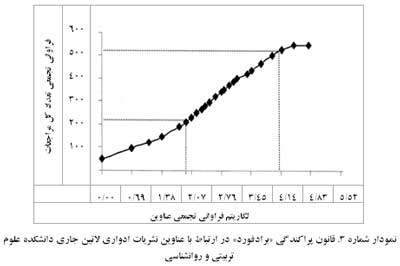 فراوانی تجمعی تعداد کل مراجعات
۶۰۰
۵۰۰
۴۰۰
۳۰۰
۲۰۰
۱۰۰
۰/۰۰ ۰/۶۹ ۱/۳۸ ۲/۰۷ ۲/۷۶ ۳/۴۵ ۴/۱۴ ۴/۸۳ ۵/۵۲
لگاریتم فراوانی تجمعی عناوین
نمودار شماره ۳. قانون پراکندگی «برادفورد» در ارتباط با عناوین نشریات ادواری لاتین جاری دانشکده علوم
تربیتی و روانشناسی